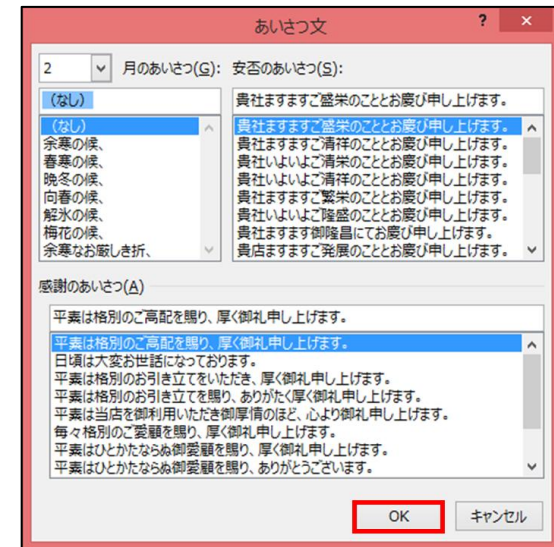 あいさつ文
? ×
2 月のあいさつ(G): 安否のあいさつ(S):
(なし) 貴社ますますご盛栄のこととお慶び申し上げます。
(なし)
余寒の候、
春寒の候、
晩冬の候、
向春の候、
解氷の候、
梅花の候、
余寒なお厳しき折、
貴社ますますご盛栄のこととお慶び申し上げます。
貴社ますますご清祥のこととお慶び申し上げます。
貴社いよいよご清栄のこととお慶び申し上げます。
貴社いよいよご清祥のこととお慶び申し上げます。
貴社ますますご繁栄のこととお慶び申し上げます。
貴社いよいよご隆盛のこととお慶び申し上げます。
貴社ますます御隆昌にてお慶び申し上げます。
貴店ますますご発展のこととお慶び申し上げます。
感謝のあいさつ(A)
平素は格別のご高配を賜り、厚く御礼申し上げます。
平素は格別のご高配を賜り、厚く御礼申し上げます。
日頃は大変お世話になっております。
平素は格別のお引き立てをいただき、厚く御礼申し上げます。
平素は格別のお引き立てを賜り、ありがたく厚く御礼申し上げます。
平素は当店を御利用いただき御厚情のほど、心より御礼申し上げます。
毎々格別のご愛顧を賜り、厚く御礼申し上げます。
平素はひとかたならぬ御愛顧を賜り、厚く御礼申し上げます。
平素はひとかたならぬ御愛顧を賜り、ありがとうございます。
OK キャンセル